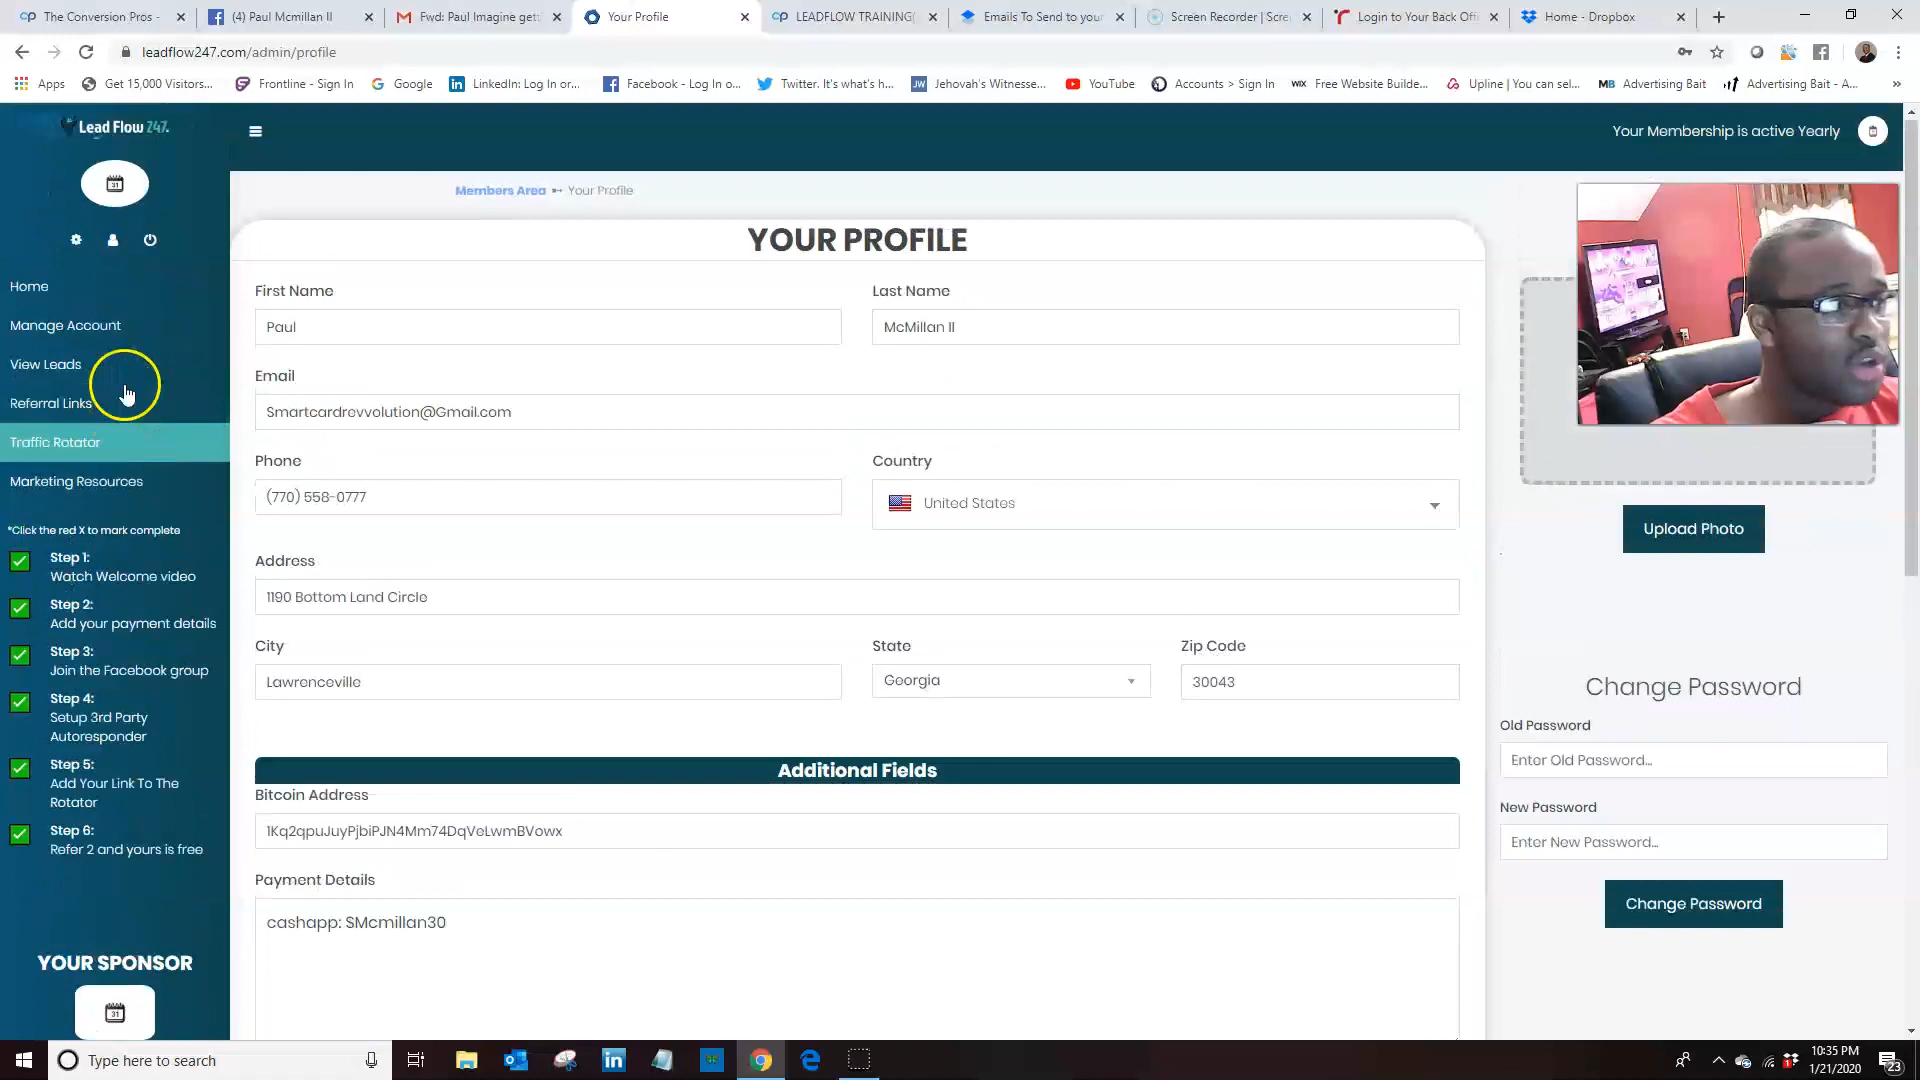 The Conversion Pros -
(4) Paul Mcmillan II
Fwd: Paul Imagine gett
Your Profile
LEADFLOW TRAINING(
Emails To Send to your
Screen Recorder | Scre
Login to Your Back Offi
Home - Dropbox
leadflow247.com/admin/profile
Apps
Get 15,000 Visitors...
Frontline - Sign In
Google
LinkedIn: Log In or...
Facebook - Log In o...
Twitter. It's what's h...
JW Jehovah's Witnesse...
YouTube
Accounts > Sign In
WIX Free Website Builde...
Upline | You can sel...
MB Advertising Bait
Advertising Bait - A...
»
Lead Flow 247.
Your Membership is active Yearly
Members Area ➻ Your Profile
Home
Manage Account
View Leads
Referral Links
Traffic Rotator
Marketing Resources
*Click the red X to mark complete
Step 1:
Watch Welcome video
Step 2:
Add your payment details
Step 3:
Join the Facebook group
Step 4:
Setup 3rd Party
Autoresponder
Step 5:
Add Your Link To The
Rotator
Step 6:
Refer 2 and yours is free
YOUR SPONSOR
YOUR PROFILE
First Name
Last Name
Paul
McMillan II
Email
Smartcardrevvolution@Gmail.com
Phone
Country
(770) 558-0777
United States
Address
1190 Bottom Land Circle
City
State
Zip Code
Lawrenceville
Georgia
30043
Additional Fields
Bitcoin Address
1Kq2qpuJuyPjbiPJN4Mm74DqVeLwmBVowx
Payment Details
cashapp: $Mcmillan30
Upload Photo
Change Password
Old Password
Enter Old Password...
New Password
Enter New Password...
Change Password
Type here to search
10:35 PM
1/21/2020
23